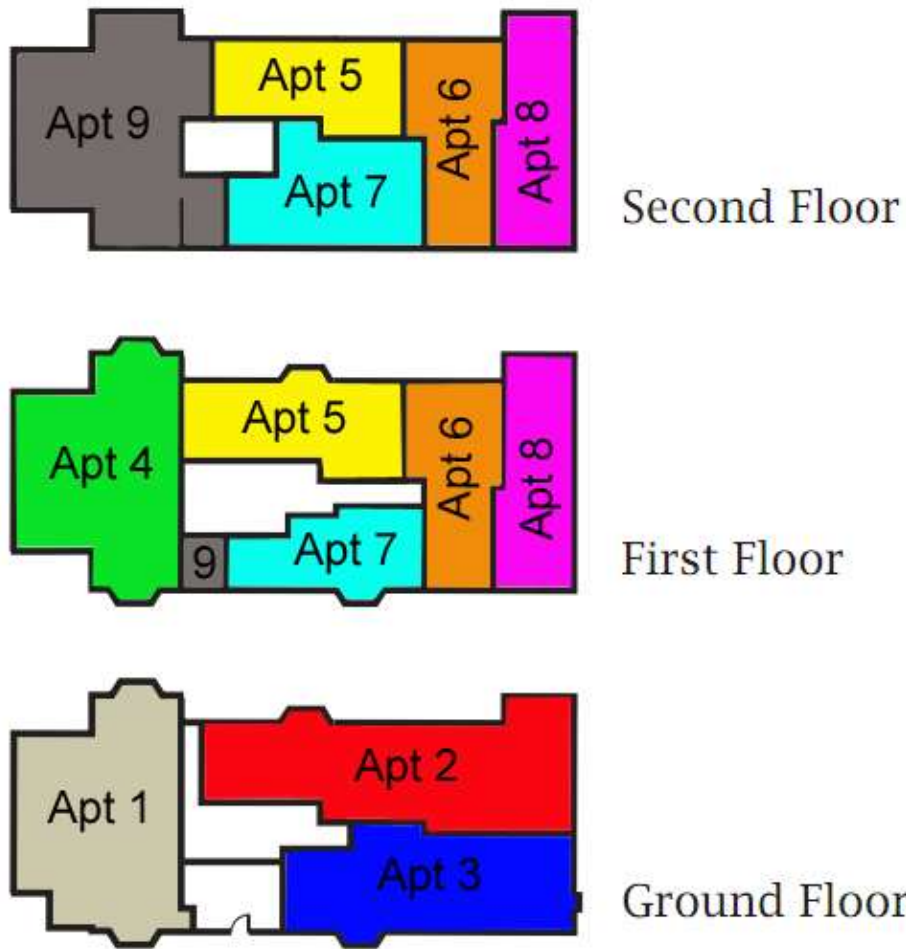 Apt 9
Apt 5
Apt 6
Apt 8
Apt 7
Second Floor
Apt 4
Apt 5
Apt 6
Apt 8
9
Apt 7
First Floor
Apt 1
Apt 2
Apt 3
Ground Floor